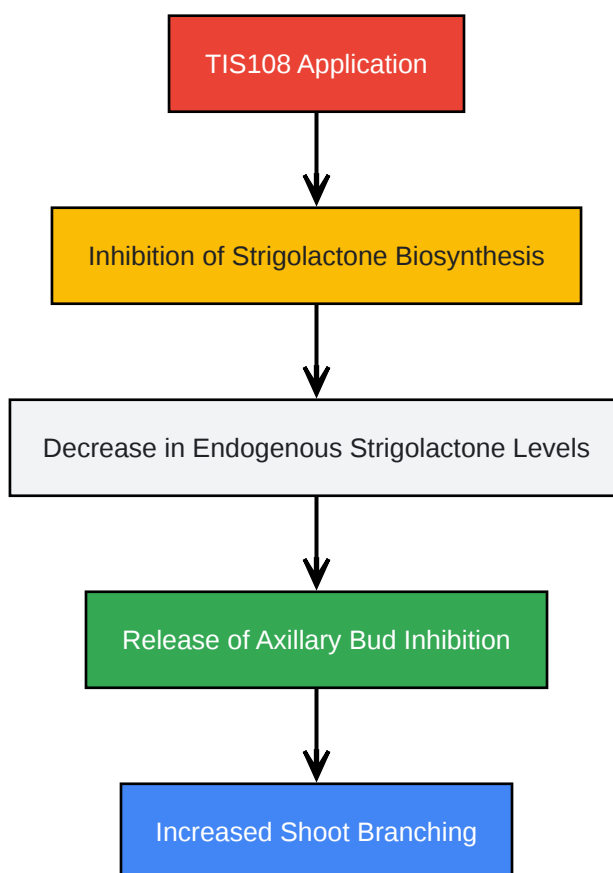 TIS108 Application
Inhibition of Strigolactone Biosynthesis
Decrease in Endogenous Strigolactone Levels
Release of Axillary Bud Inhibition
Increased Shoot Branching